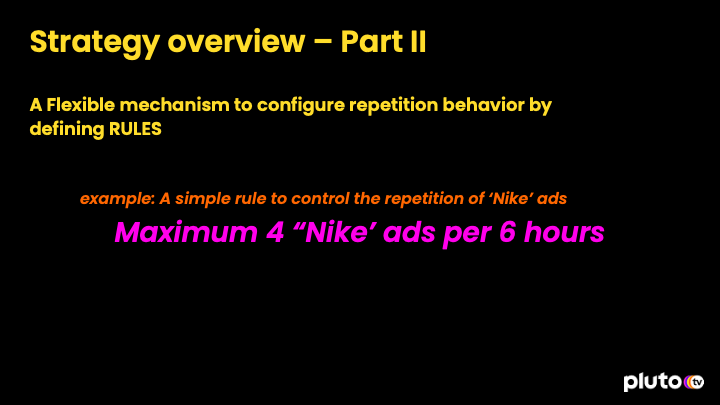 Strategy overview – Part II
A Flexible mechanism to configure repetition behavior by
defining RULES
example: A simple rule to control the repetition of ‘Nike’ ads
Maximum 4 “Nike’ ads per 6 hours
pluto tv